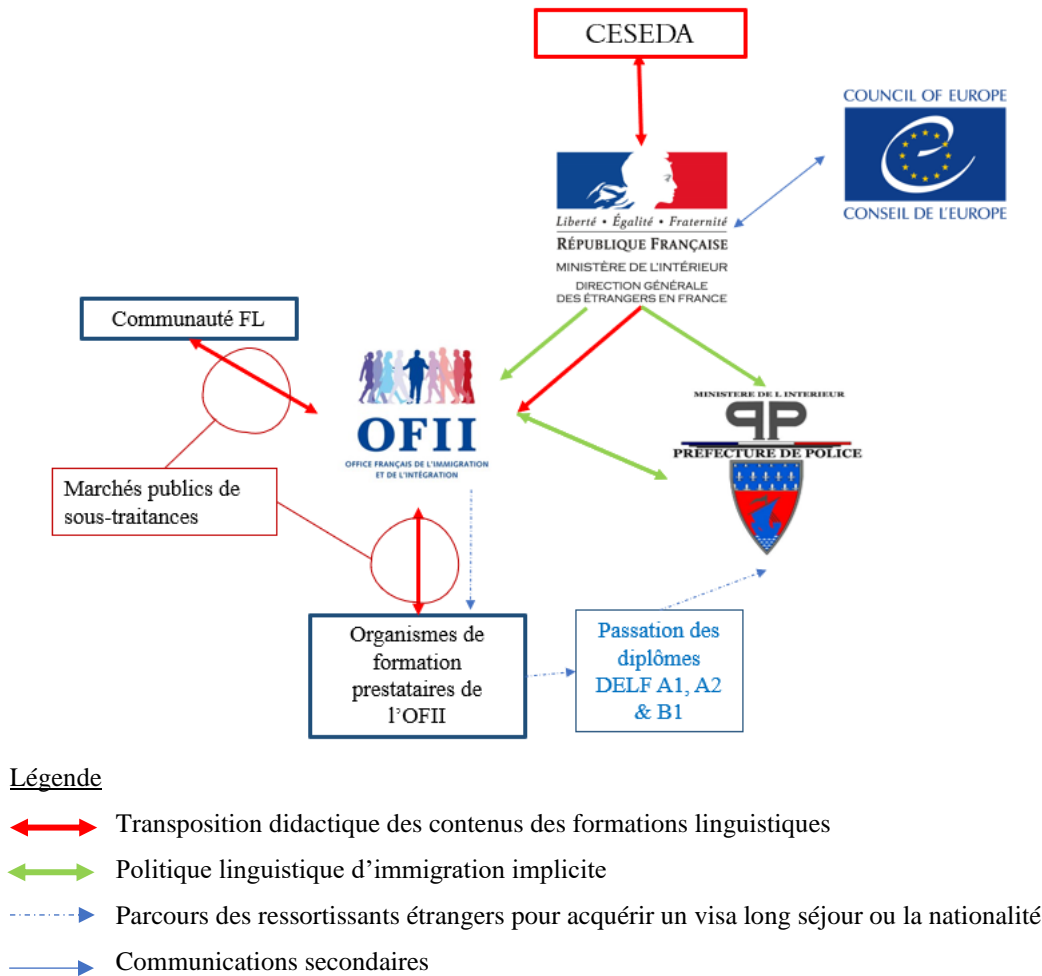 CESEDA
COUNCIL OF EUROPE
CONSEIL DE L'EUROPE
Liberté • Égalité • Fraternité
RÉPUBLIQUE FRANÇAISE
MINISTÈRE DE L'INTÉRIEUR
DIRECTION GÉNÉRALE
DES ÉTRANGERS EN FRANCE
Communauté FL
OFII
OFFICE FRANÇAIS DE L'IMMIGRATION
ET DE L'INTÉGRATION
MINISTERE DE L INTERIEUR
PP
PREFECTURE DE POLICE
Marchés publics de
sous-traitances
Organismes de
formation
prestataires de
l'OFII
Passation des
diplômes
DELF A1, A2
& B1
Légende
Transposition didactique des contenus des formations linguistiques
Politique linguistique d'immigration implicite
Parcours des ressortissants étrangers pour acquérir un visa long séjour ou la nationalité
Communications secondaires